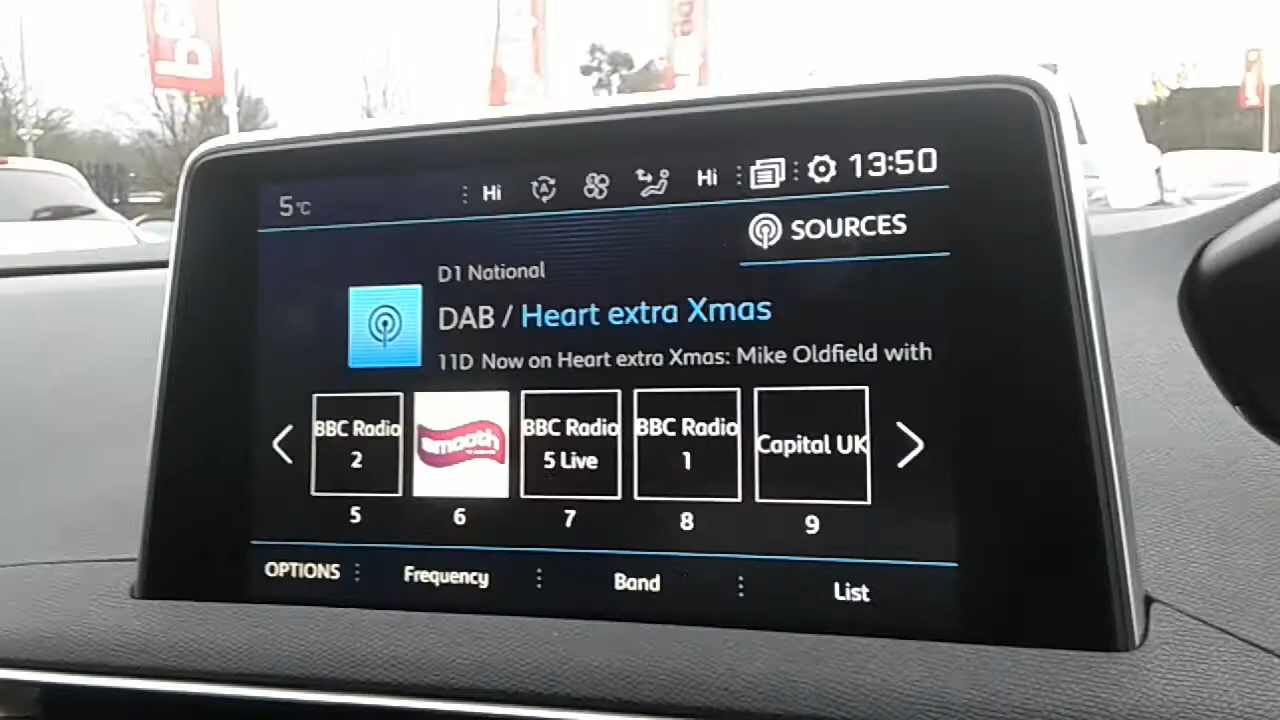 5°C Hi Hi 13:50
SOURCES
D1 National
DAB / Heart extra Xmas
11D Now on Heart extra Xmas: Mike Oldfield with
BBC Radio 2
smooth
BBC Radio 5 Live
BBC Radio 1
Capital UK
5 6 7 8 9
OPTIONS Frequency Band List